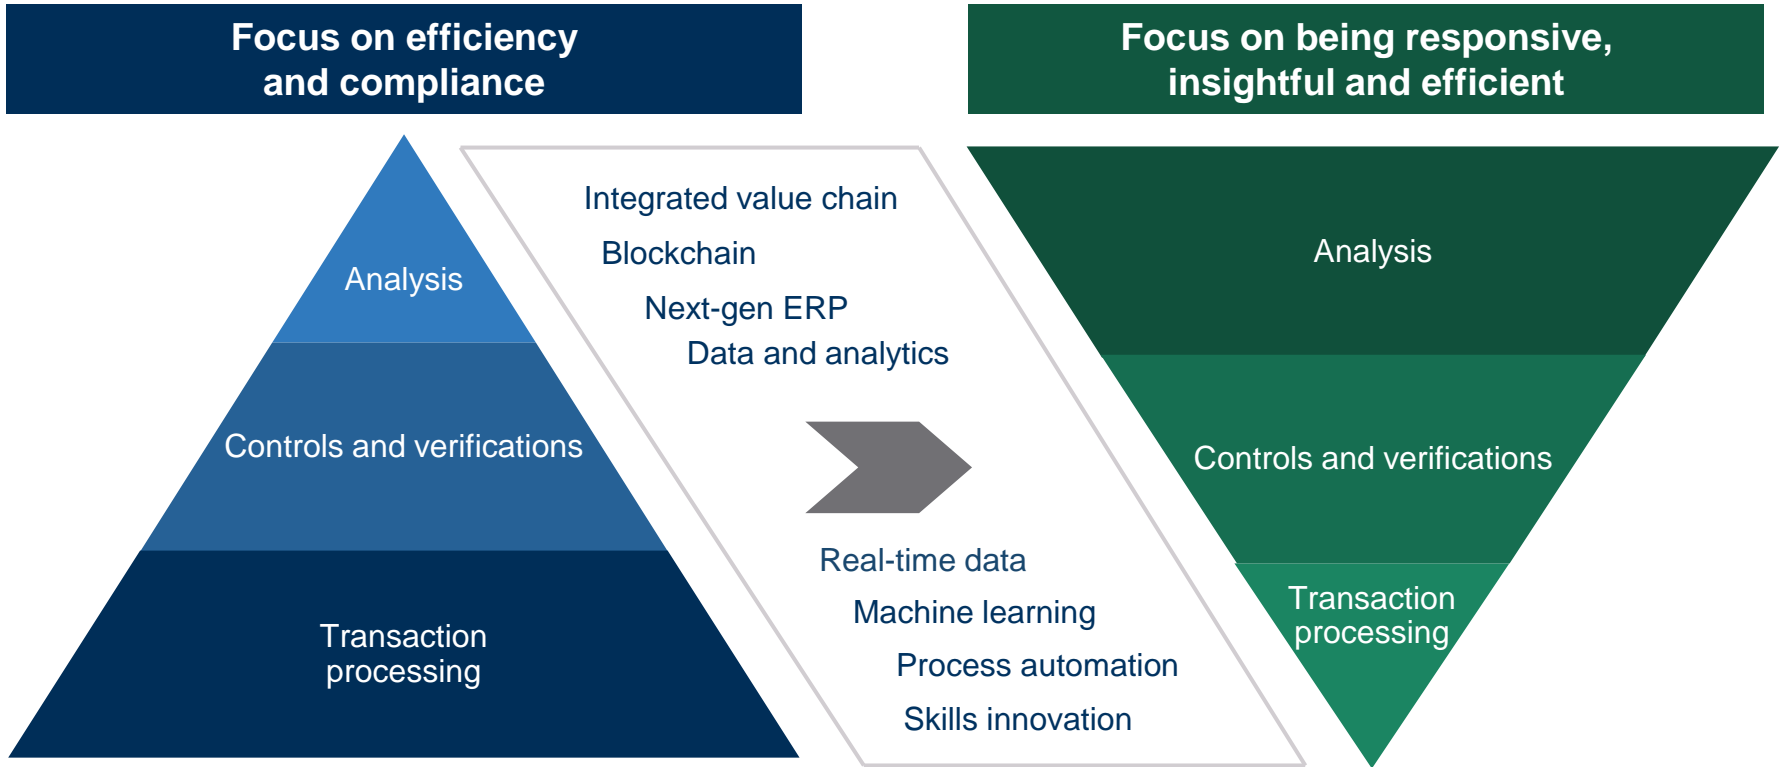 Focus on efficiency
and compliance
Focus on being responsive,
insightful and efficient
Analysis
Controls and verifications
Transaction
processing
Integrated value chain
Blockchain
Next-gen ERP
Data and analytics
Real-time data
Machine learning
Process automation
Skills innovation
Analysis
Controls and verifications
Transaction
processing